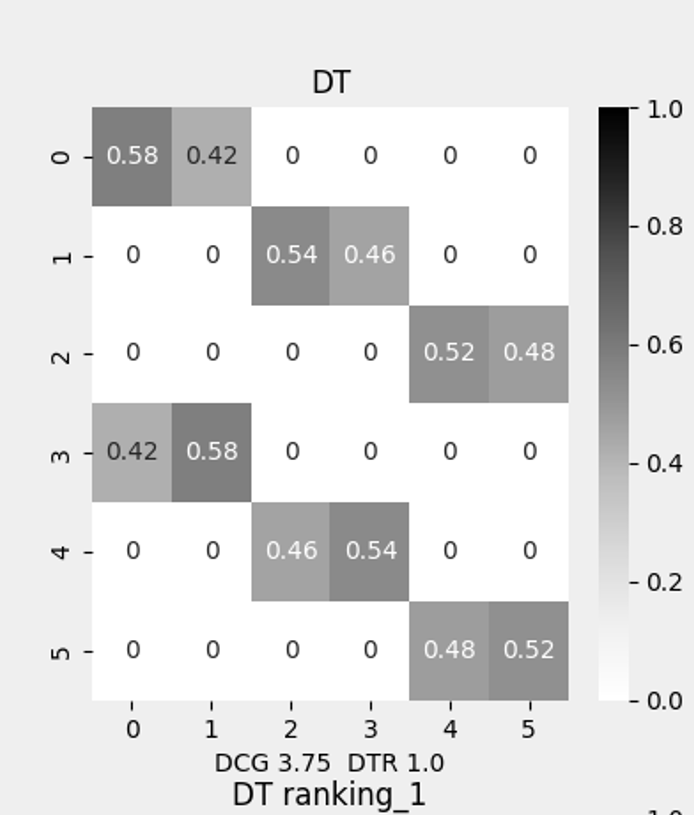 DT
0 0.58 0.42 0 0 0 0 1.0
1 0 0 0.54 0.46 0 0 0.8
2 0 0 0 0 0.52 0.48 0.6
3 0.42 0.58 0 0 0 0 0.4
4 0 0 0.46 0.54 0 0 0.2
5 0 0 0 0 0.48 0.52 0.0
0 1 2 3 4 5
DCG 3.75 DTR 1.0
DT ranking_1